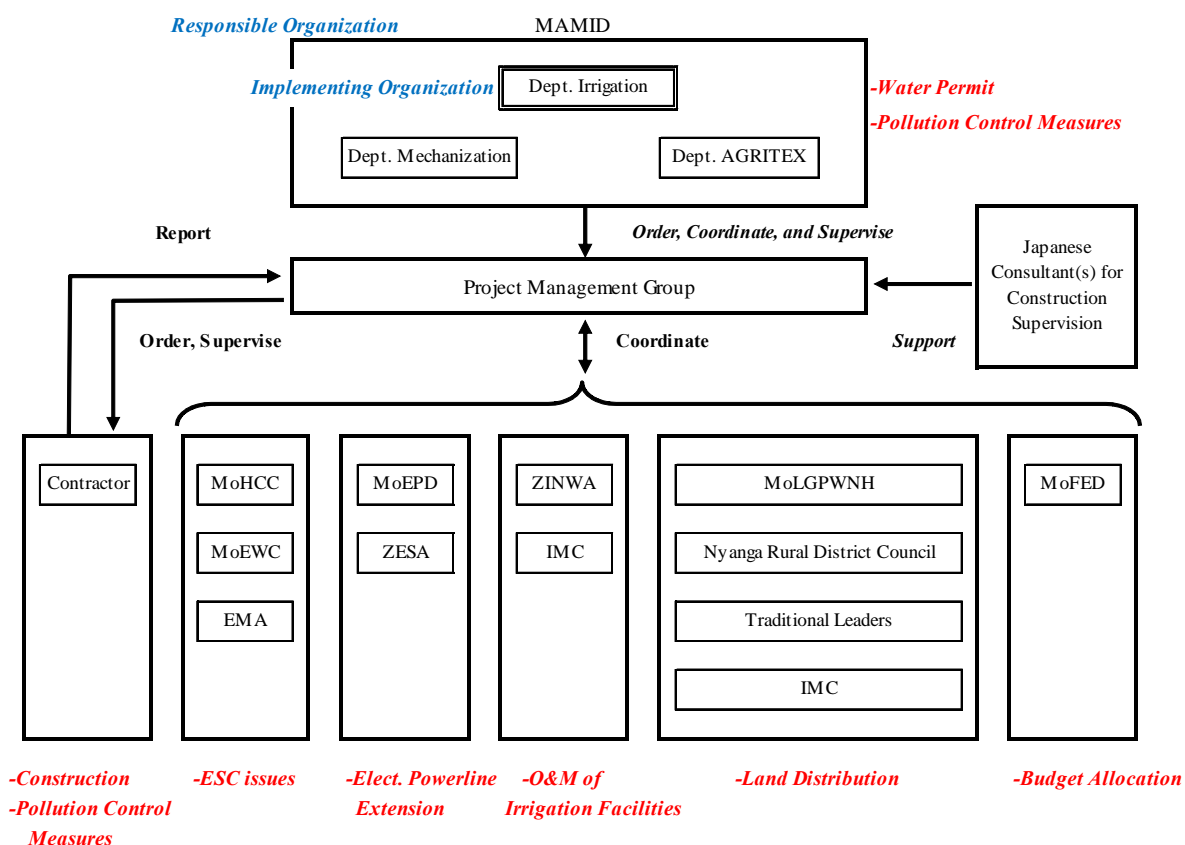 Responsible Organization
MAMID
Implementing Organization
Dept. Irrigation
-Water Permit
-Pollution Control Measures
Dept. Mechanization
Dept. AGRITEX
Report
Order, Coordinate, and Supervise
Japanese
Consultant(s) for
Construction
Supervision
Project Management Group
Order, Supervise
Coordinate
Support
Contractor
MoHCC
MoEWC
EMA
MoEPD
ZESA
ZINWA
IMC
MoLGPWNH
Nyanga Rural District Council
Traditional Leaders
IMC
MoFED
-Construction
-Pollution Control
Measures
-ESC issues
-Elect. Powerline
Extension
-O&M of
Irrigation Facilities
-Land Distribution
-Budget Allocation